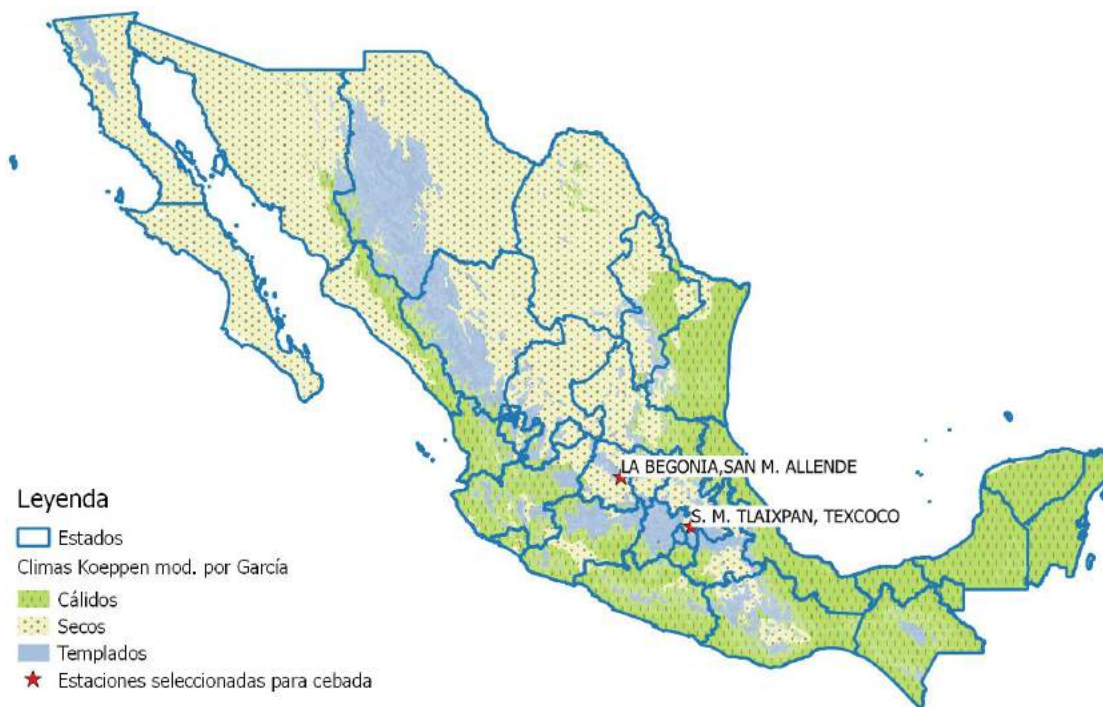 LA BEGONIA,SAN M. ALLENDE
S. M. TLAIXPAN, TEXCOCO
Leyenda
Estados
Climas Koeppen mod. por García
Cálidos
Secos
Templados
Estaciones seleccionadas para cebada